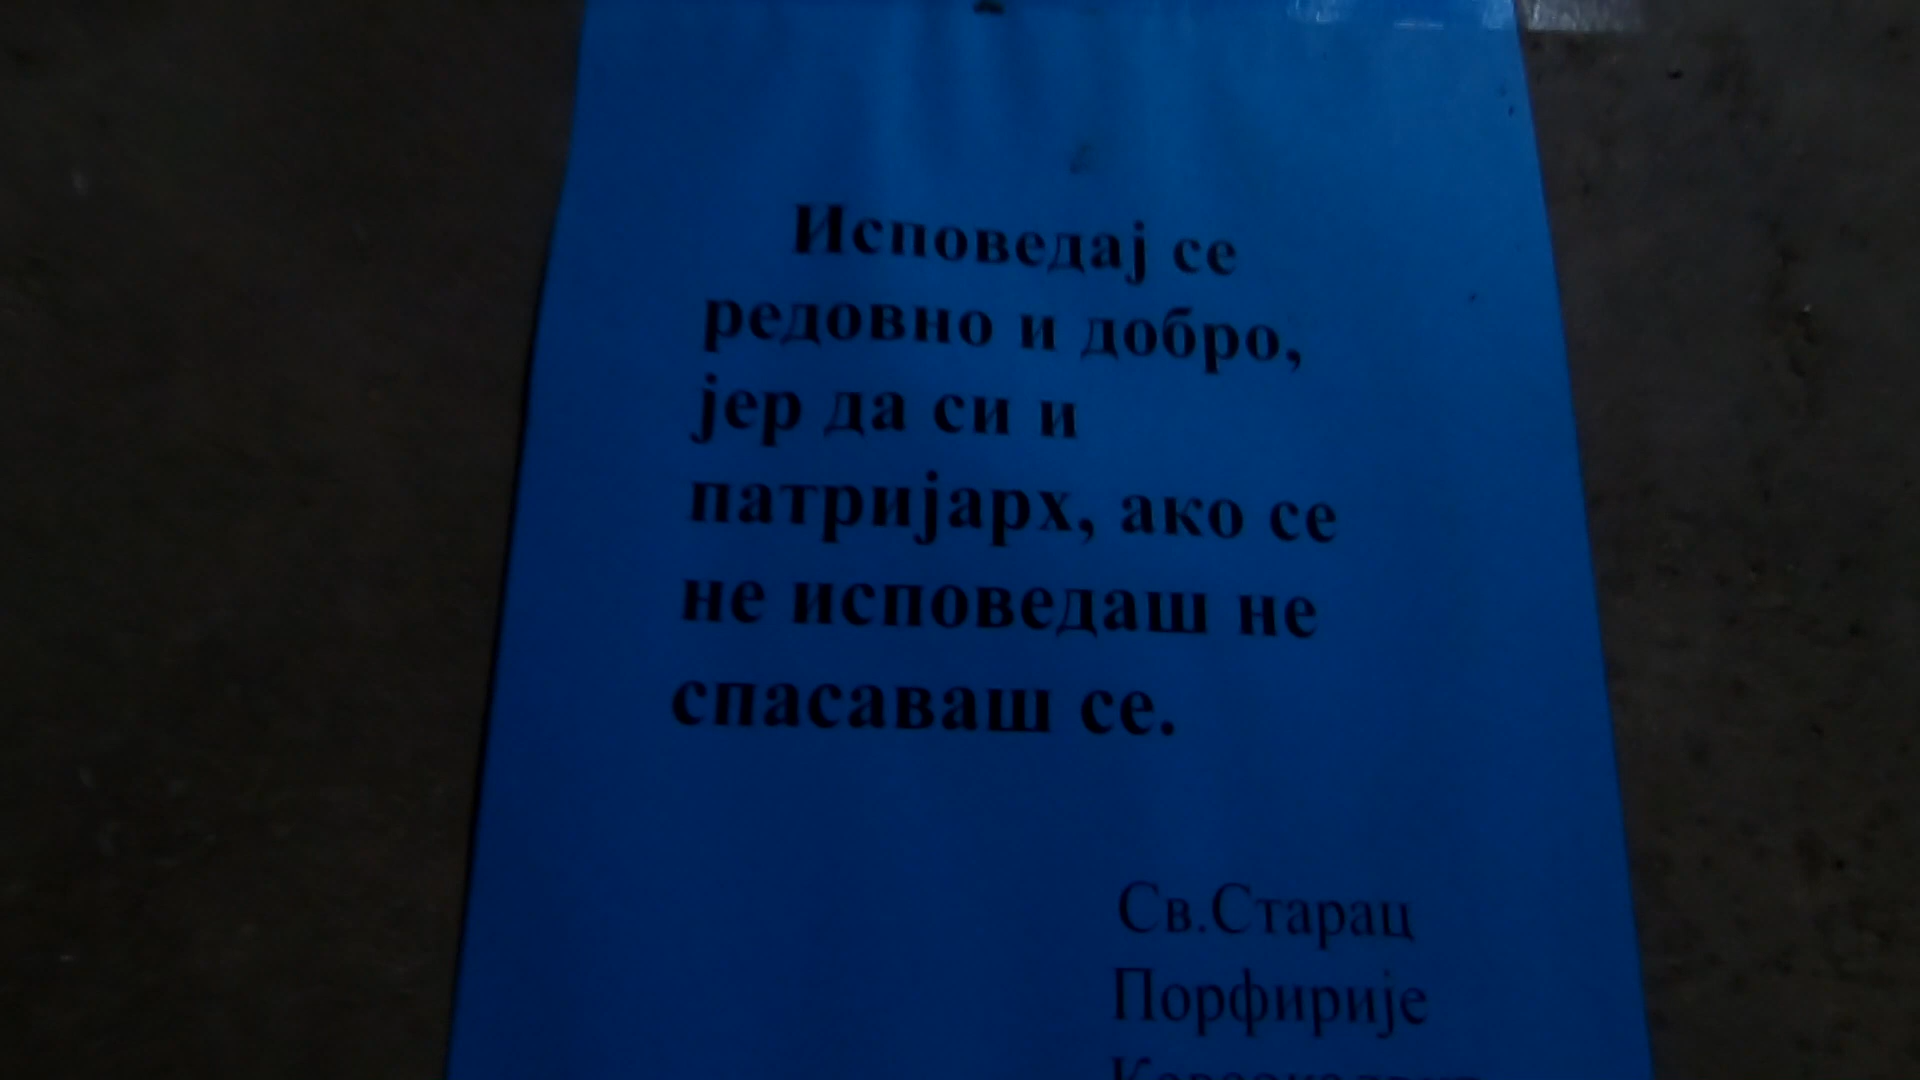 Исповедај се
редовно и добро,
јер да си и
патријарх, ако се
не исповедаш не
спасаваш се.
Св.Старац
Порфирије